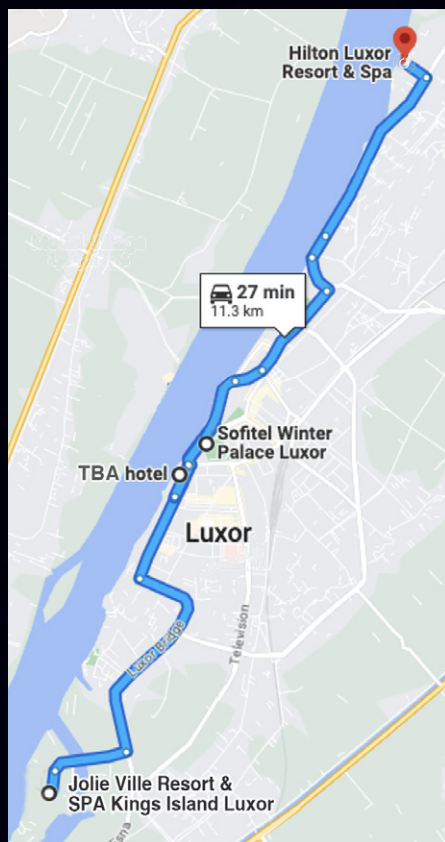 Hilton Luxor
Resort & Spa
27 min
11.3 km
Sofitel Winter
Palace Luxor
TBA hotel
Luxor
Television
Luxor Bridge
Jolie Ville Resort &
SPA Kings Island Luxor
Esna